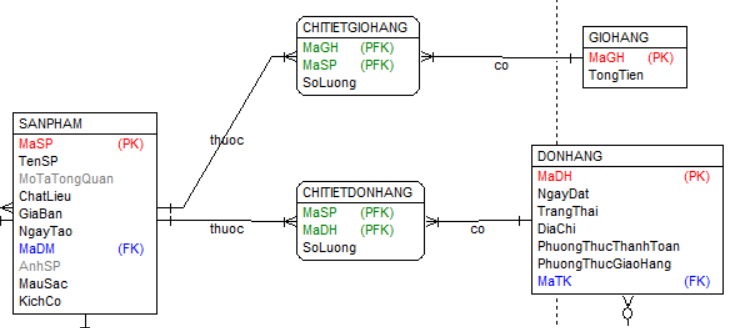 CHITIETGIOHANG
MaGH (PFK)
MaSP (PFK)
SoLuong
GIOHANG
MaGH (PK)
TongTien
co
thuoc
SANPHAM
MaSP (PK)
TenSP
MoTaTongQuan
ChatLieu
GiaBan
NgayTao
MaDM (FK)
AnhSP
MauSac
KichCo
thuoc
CHITIETDONHANG
MaSP (PFK)
MaDH (PFK)
SoLuong
co
DONHANG
MaDH (PK)
NgayDat
TrangThai
DiaChi
PhuongThucThanhToan
PhuongThucGiaoHang
MaTK (FK)